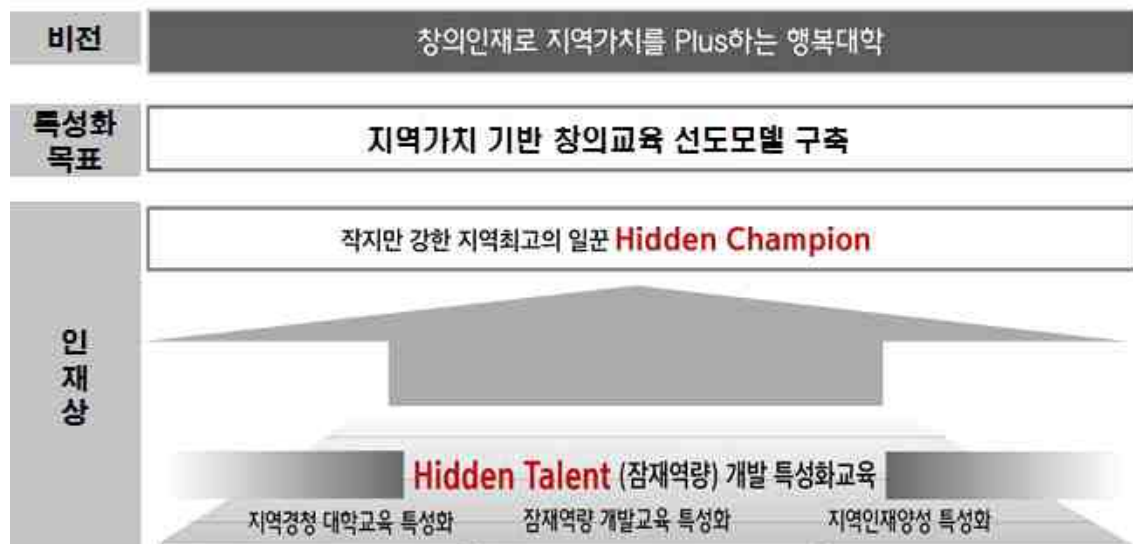 비전
창의인재로 지역가치를 Plus하는 행복대학
특성화
목표
지역가치 기반 창의교육 선도모델 구축
인
재
상
작지만 강한 지역최고의 일꾼 Hidden Champion
Hidden Talent (잠재역량) 개발 특성화교육
지역경청 대학교육 특성화
잠재역량 개발교육 특성화
지역인재양성 특성화